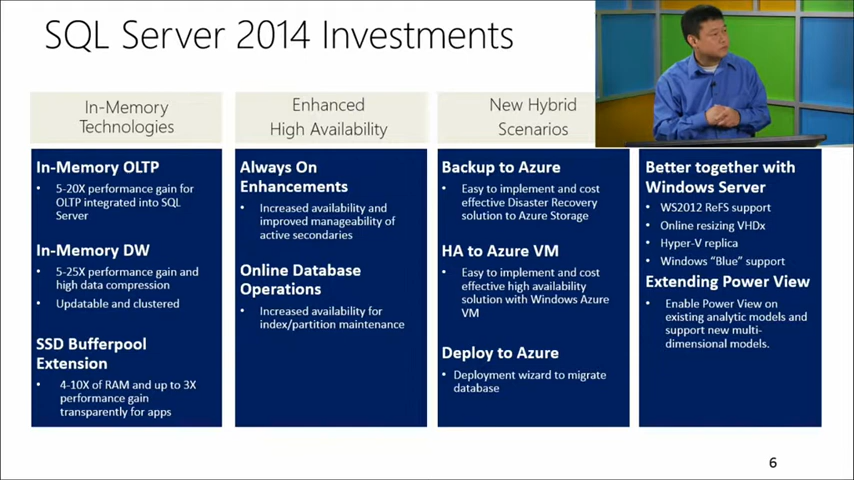 SQL Server 2014 Investments
In-Memory
Technologies
In-Memory OLTP
• 5-20X performance gain for
OLTP integrated into SQL
Server
In-Memory DW
• 5-25X performance gain and
high data compression
• Updatable and clustered
SSD Bufferpool
Extension
• 4-10X of RAM and up to 3X
performance gain
transparently for apps
Enhanced
High Availability
Always On
Enhancements
• Increased availability and
improved manageability of
active secondaries
Online Database
Operations
• Increased availability for
index/partition maintenance
New Hybrid
Scenarios
Backup to Azure
• Easy to implement and cost
effective Disaster Recovery
solution to Azure Storage
HA to Azure VM
• Easy to implement and cost
effective high availability
solution with Windows Azure
VM
Deploy to Azure
• Deployment wizard to migrate
database
Better together with
Windows Server
• WS2012 ReFS support
• Online resizing VHDx
• Hyper-V replica
• Windows “Blue” support
Extending Power View
• Enable Power View on
existing analytic models and
support new multi-
dimensional models.
6